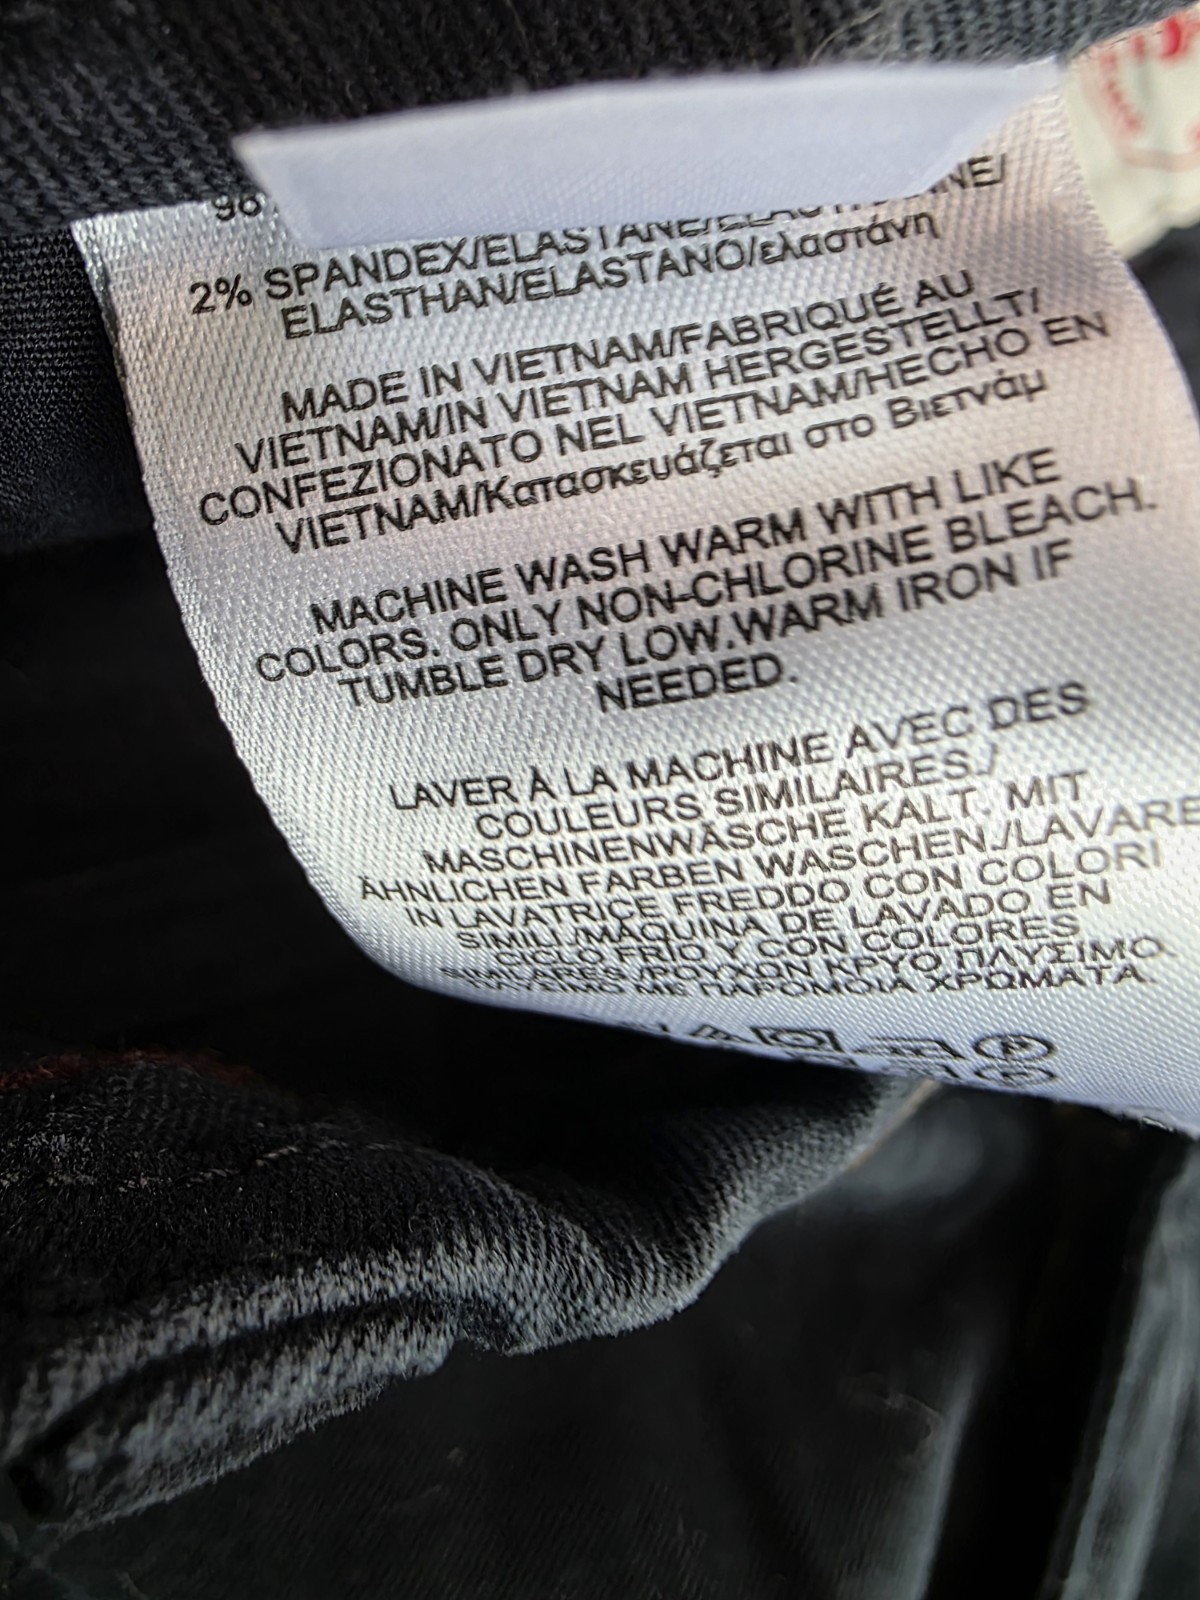 98
2% SPANDEX/ELASTANE/
ELASTHAN/ELASTANO/ελαστάνη
MADE IN VIETNAM/FABRIQUÉ AU
VIETNAM/IN VIETNAM HERGESTELLT/
CONFEZIONATO NEL VIETNAM/HECHO EN
VIETNAM/Κατασκευάζεται στο Βιετνάμ
MACHINE WASH WARM WITH LIKE
COLORS. ONLY NON-CHLORINE BLEACH.
TUMBLE DRY LOW.WARM IRON IF
NEEDED.
LAVER À LA MACHINE AVEC DES
COULEURS SIMILAIRES./
MASCHINENWÄSCHE KALT. MIT
ÄHNLICHEN FARBEN WASCHEN./LAVARE
IN LAVATRICE FREDDO CON COLORI
SIMILI./MÁQUINA DE LAVADO EN
CICLO FRÍO Y CON COLORES
SIMILARES./ΡΟΥΧΩΝ ΚΡΥΟ ΠΛΥΣΙΜΟ.
ΠΛΥΣΙΜΟ ΜΕ ΠΑΡΟΜΟΙΑ ΧΡΩΜΑΤΑ.
P